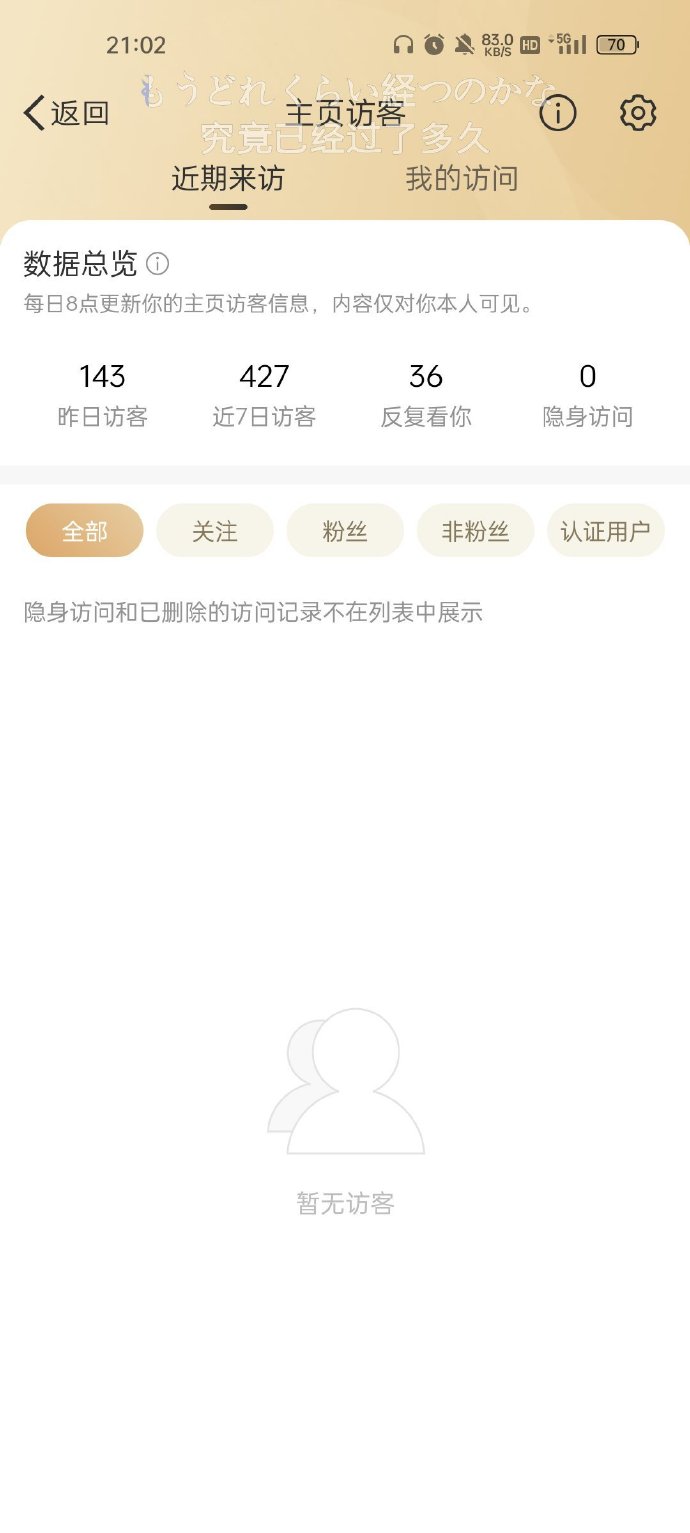 21:02 83.0 KB/S HD 5G 70
もうどれくらい経つのかな
返回 主页访客
究竟已经过了多久
近期来访 我的访问
数据总览
每日8点更新你的主页访客信息，内容仅对你本人可见。
143 427 36 0
昨日访客 近7日访客 反复看你 隐身访问
全部 关注 粉丝 非粉丝 认证用户
隐身访问和已删除的访问记录不在列表中展示
暂无访客